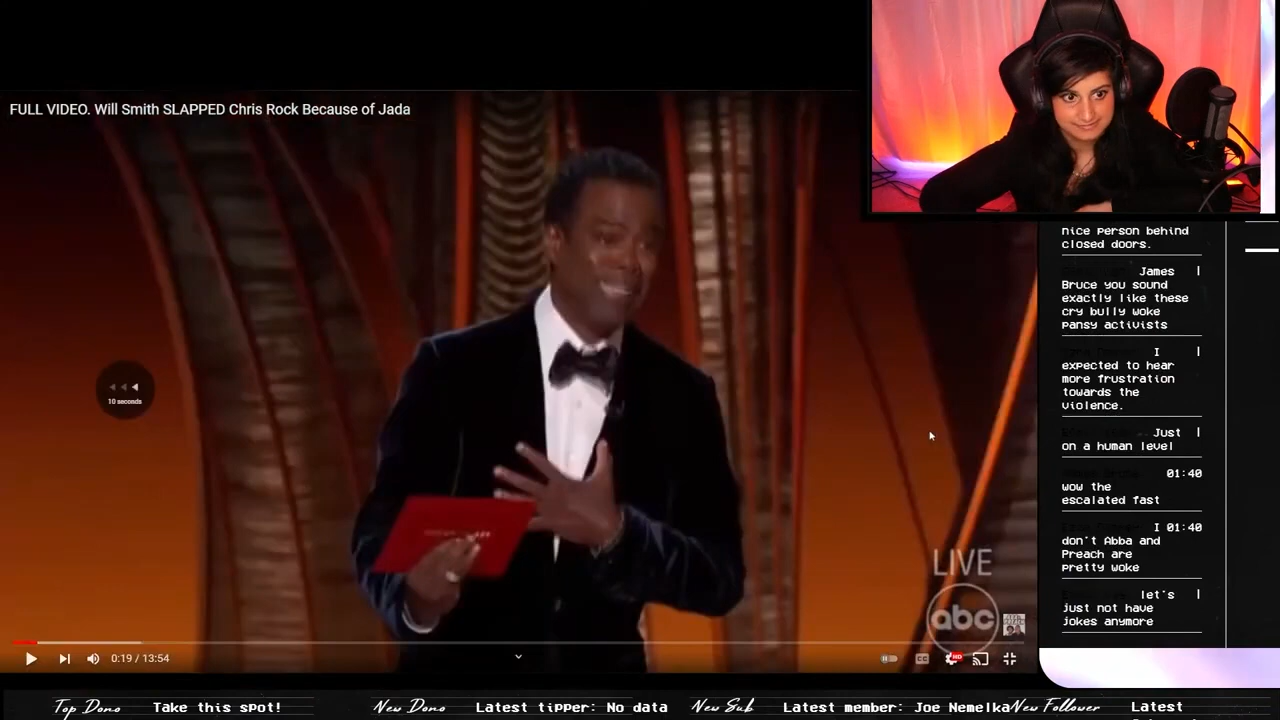 FULL VIDEO. Will Smith SLAPPED Chris Rock Because of Jada
10 seconds
LIVE
abc
0:19 / 13:54
CC
HD
nice person behind
closed doors.
James
Bruce you sound
exactly like these
cry bully woke
pansy activists
I
expected to hear
more frustration
towards the
violence.
Just
on a human level
01:40
wow the
escalated fast
I 01:40
don't Abba and
Preach are
pretty woke
let's
just not have
jokes anymore
Top Dono Take this spot!
New Dono Latest tipper: No data
New Sub Latest member: Joe Nemelka
New Follower Latest